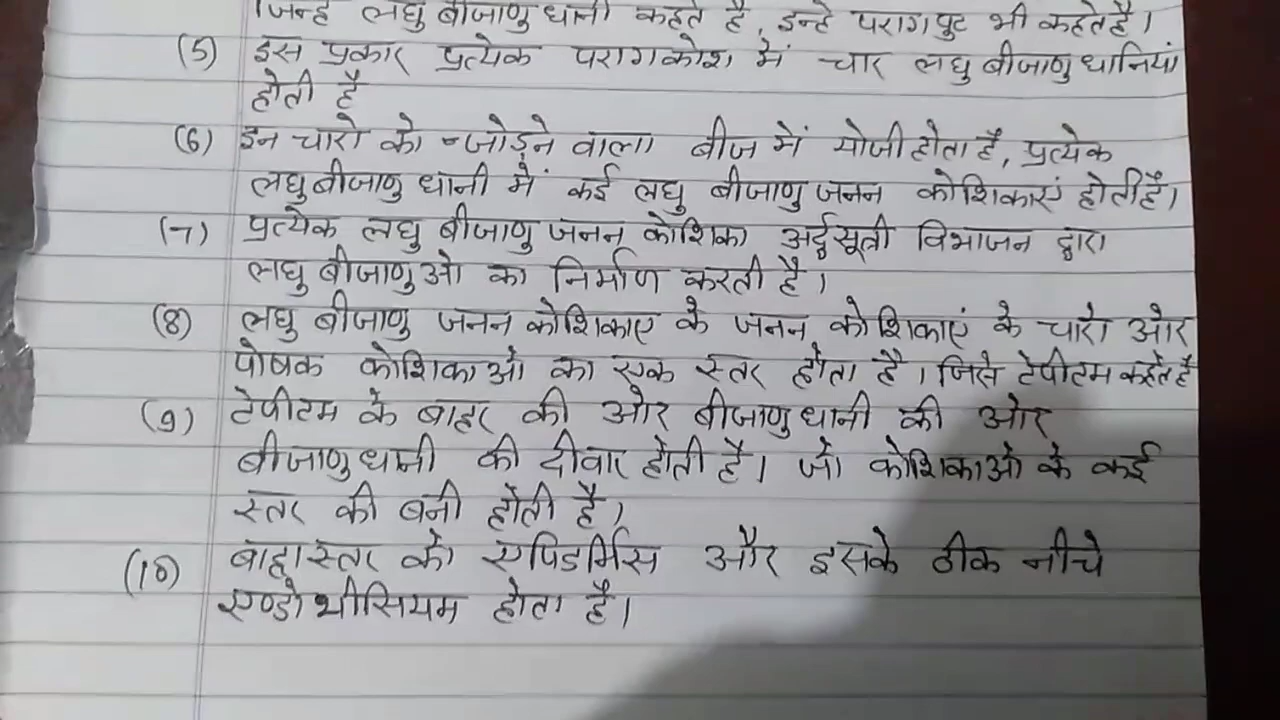 जिन्हे लघु बीजाणु धानी कहते है, इन्हे परागपुट भी कहते है।
(5) इस प्रकार प्रत्येक परागकोश में चार लघु बीजाणु धानियां
होती है
(6) इन चारो को जोड़ने वाला बीज में योजी होता है, प्रत्येक
लघु बीजाणु धानी में कई लघु बीजाणु जनन कोशिकाएं होती है।
(7) प्रत्येक लघु बीजाणु जनन कोशिका अर्द्धसूती विभाजन द्वारा
लघु बीजाणुओ का निर्माण करती है।
(8) लघु बीजाणु जनन कोशिकाए के जनन कोशिकाएं के चारो ओर
पोषक कोशिकाओ का एक स्तर होता है। जिसे टेपीटम कहते है
(9) टेपीटम के बाहर की ओर बीजाणु धानी की ओर
बीजाणु धानी की दीवार होती है। जो कोशिकाओ के कई
स्तर की बनी होती है।
(10) बाह्यस्तर को एपिडर्मिस और इसके ठीक नीचे
एण्डोथीसियम होता है।